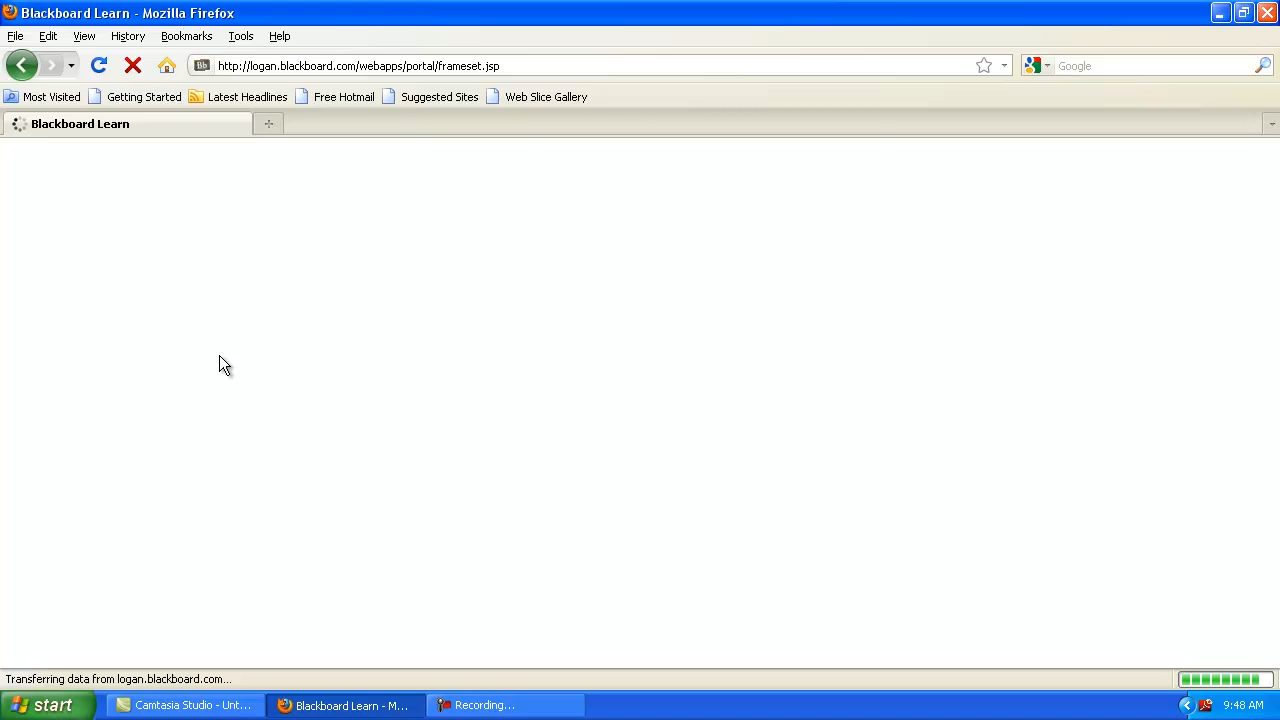 Blackboard Learn - Mozilla Firefox
File Edit View History Bookmarks Tools Help
Bb http://logan.blackboard.com/webapps/portal/frameset.jsp Google
Most Visited Getting Started Latest Headlines Free Hotmail Suggested Sites Web Slice Gallery
Blackboard Learn
Transferring data from logan.blackboard.com...
start Camtasia Studio - Unt... Blackboard Learn - M... Recording... 9:48 AM